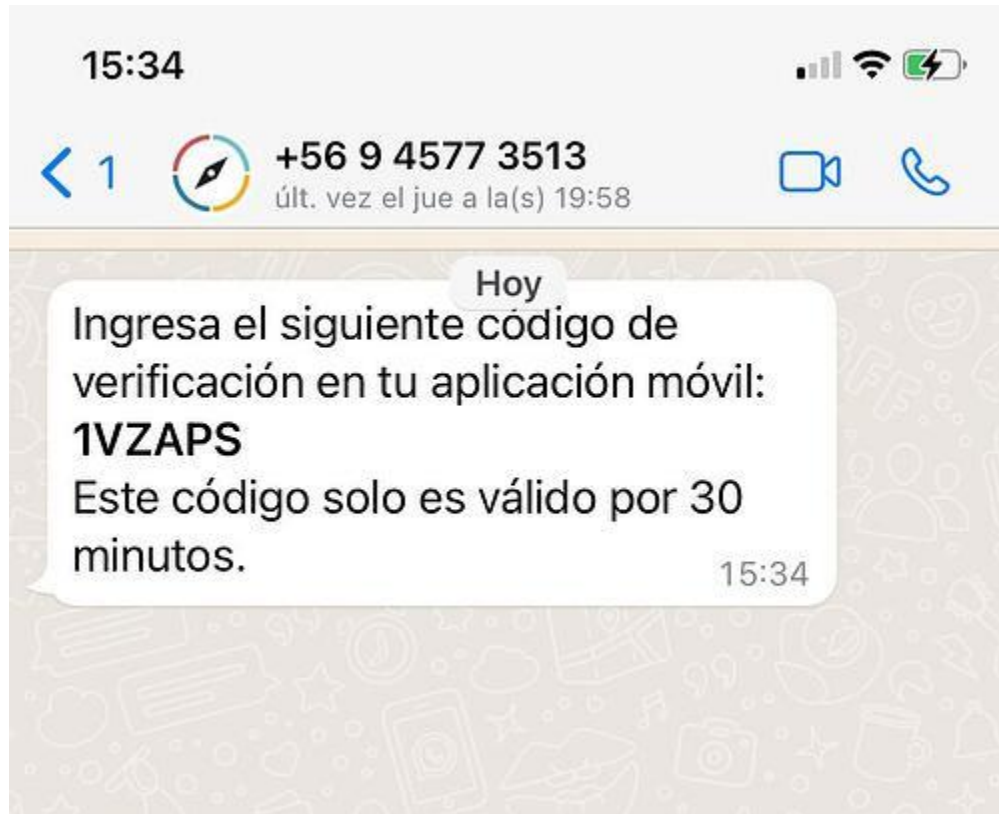 15:34
1
+56 9 4577 3513
últ. vez el jue a la(s) 19:58
Hoy
Ingresa el siguiente código de
verificación en tu aplicación móvil:
1VZAPS
Este código solo es válido por 30
minutos.
15:34